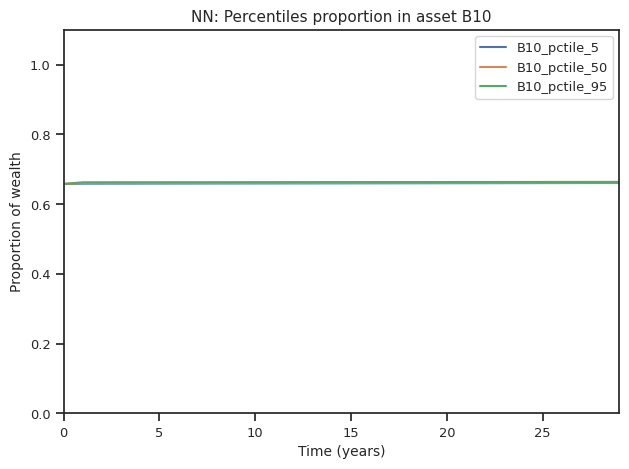 NN: Percentiles proportion in asset B10
B10_pctile_5
B10_pctile_50
B10_pctile_95
1.0
0.8
0.6
0.4
0.2
0.0
Proportion of wealth
0 5 10 15 20 25
Time (years)